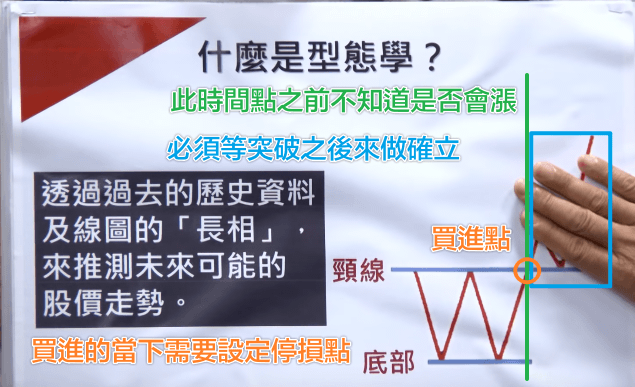 什麼是型態學？
此時間點之前不知道是否會漲
必須等突破之後來做確立
透過過去的歷史資料
及線圖的「長相」，
來推測未來可能的
股價走勢。
買進點
頸線
買進的當下需要設定停損點
底部